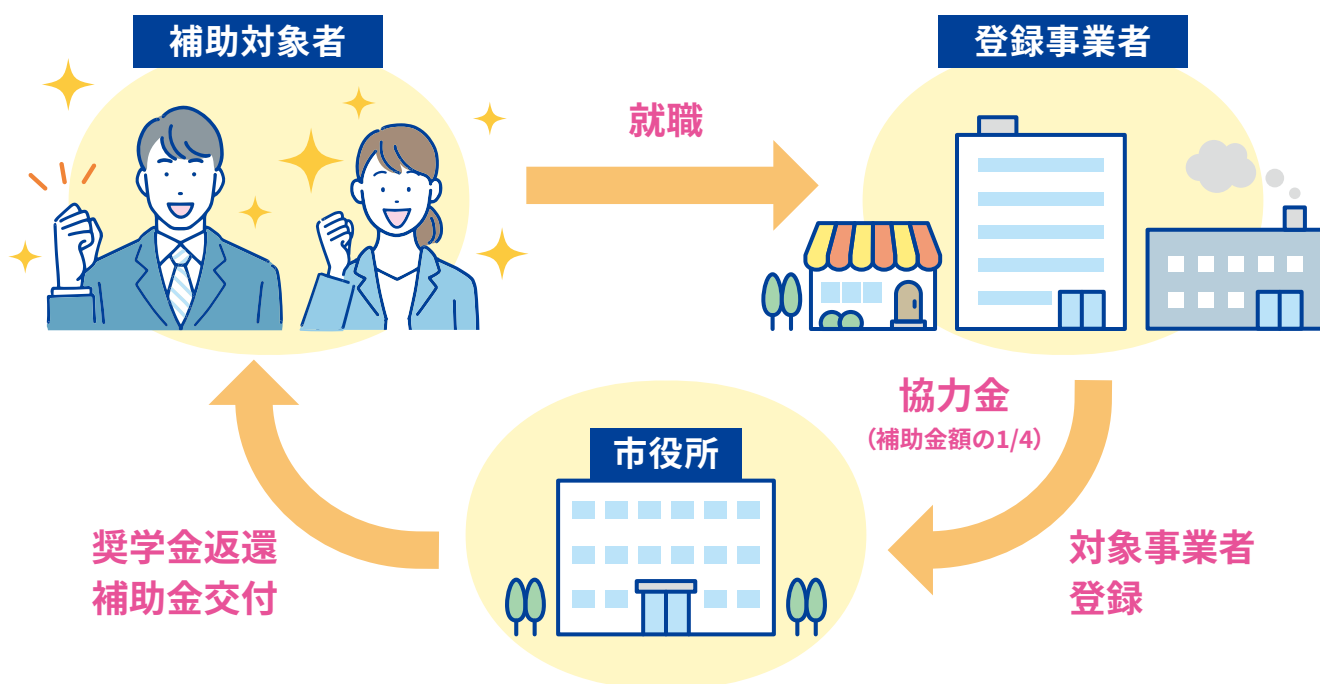 補助対象者
登録事業者
就職
協力金
（補助金額の1/4）
市役所
奨学金返還
補助金交付
対象事業者
登録